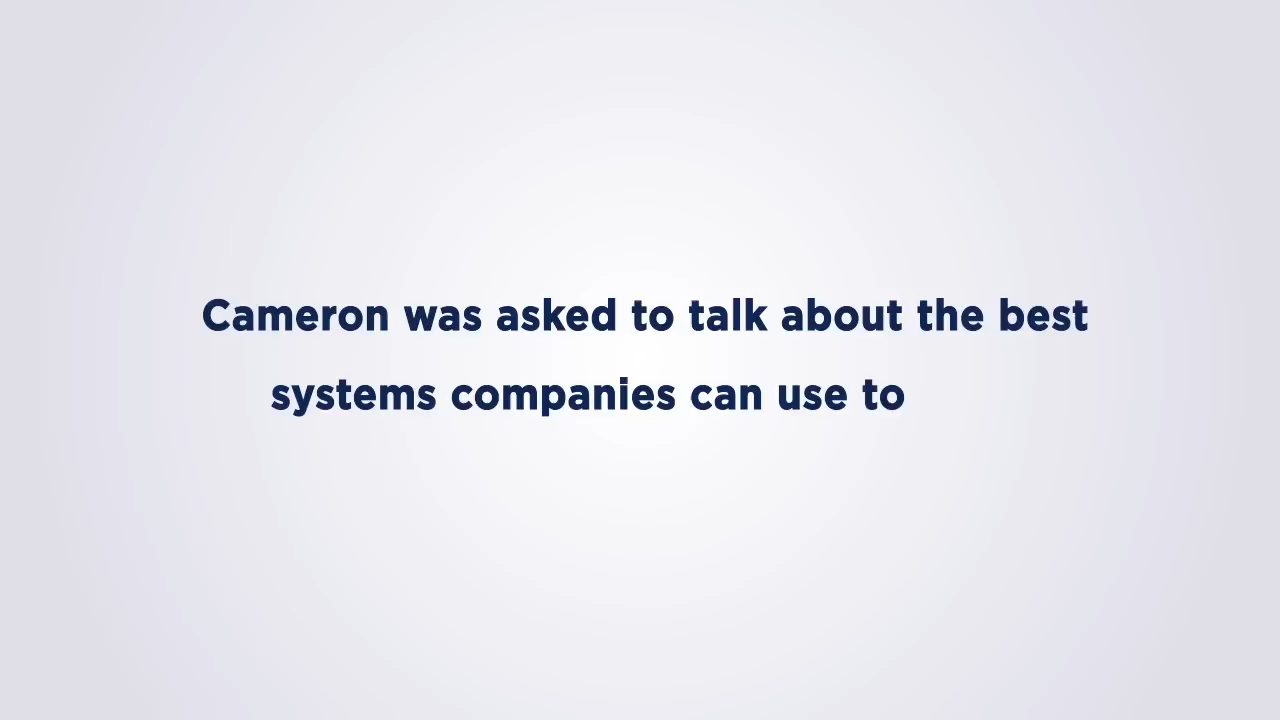 Cameron was asked to talk about the best
systems companies can use to